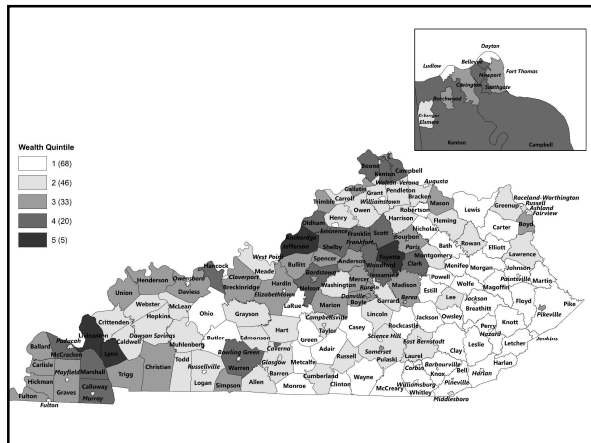 Dayton
Ludlow
Bellevue
Newport
Fort Thomas
Covington
Southgate
Beechwood
Erlanger
Elsmere
Kenton
Campbell
Wealth Quintile
1 (68)
2 (46)
3 (33)
4 (20)
5 (5)
Boone
Kenton
Campbell
Walton Verona
Augusta
Gallatin
Grant
Pendleton
Bracken
Mason
Lewis
Greenup
Raceland-Worthington
Russell
Ashland
Fairview
Boyd
Trimble
Carroll
Williamstown
Owen
Robertson
Fleming
Carter
Oldham
Henry
Harrison
Nicholas
Rowan
Elliott
Lawrence
Anchorage
Jefferson
Eminence
Shelby
Franklin
Frankfort
Scott
Bourbon
Paris
Bath
West Point
Bullitt
Spencer
Anderson
Woodford
Fayette
Clark
Montgomery
Menifee
Morgan
Johnson
Paintsville
Martin
Hancock
Cloverport
Meade
Bardstown
Nelson
Mercer
Jessamine
Madison
Powell
Wolfe
Magoffin
Henderson
Owensboro
Daviess
Breckinridge
Hardin
Elizabethtown
Washington
Burgin
Danville
Boyle
Garrard
Berea
Estill
Lee
Jackson
Breathitt
Floyd
Pike
Pikeville
Union
Webster
McLean
Ohio
Grayson
LaRue
Marion
Campbellsville
Lincoln
Rockcastle
Jackson
Owsley
Perry
Hazard
Knott
Crittenden
Hopkins
Dawson Springs
Muhlenberg
Butler
Edmonson
Hart
Green
Taylor
Casey
Science Hill
East Bernstadt
Leslie
Letcher
Jenkins
Livingston
Caldwell
Lyon
Bowling Green
Warren
Caverna
Glasgow
Barren
Metcalfe
Adair
Russell
Somerset
Pulaski
Laurel
Clay
Corbin
Barbourville
Knox
Bell
Harlan
Harlan
Paducah
Ballard
McCracken
Carlisle
Mayfield
Marshall
Trigg
Christian
Todd
Russellville
Logan
Simpson
Allen
Monroe
Cumberland
Clinton
Wayne
McCreary
Williamsburg
Whitley
Pineville
Middlesboro
Hickman
Graves
Calloway
Murray
Fulton
Fulton